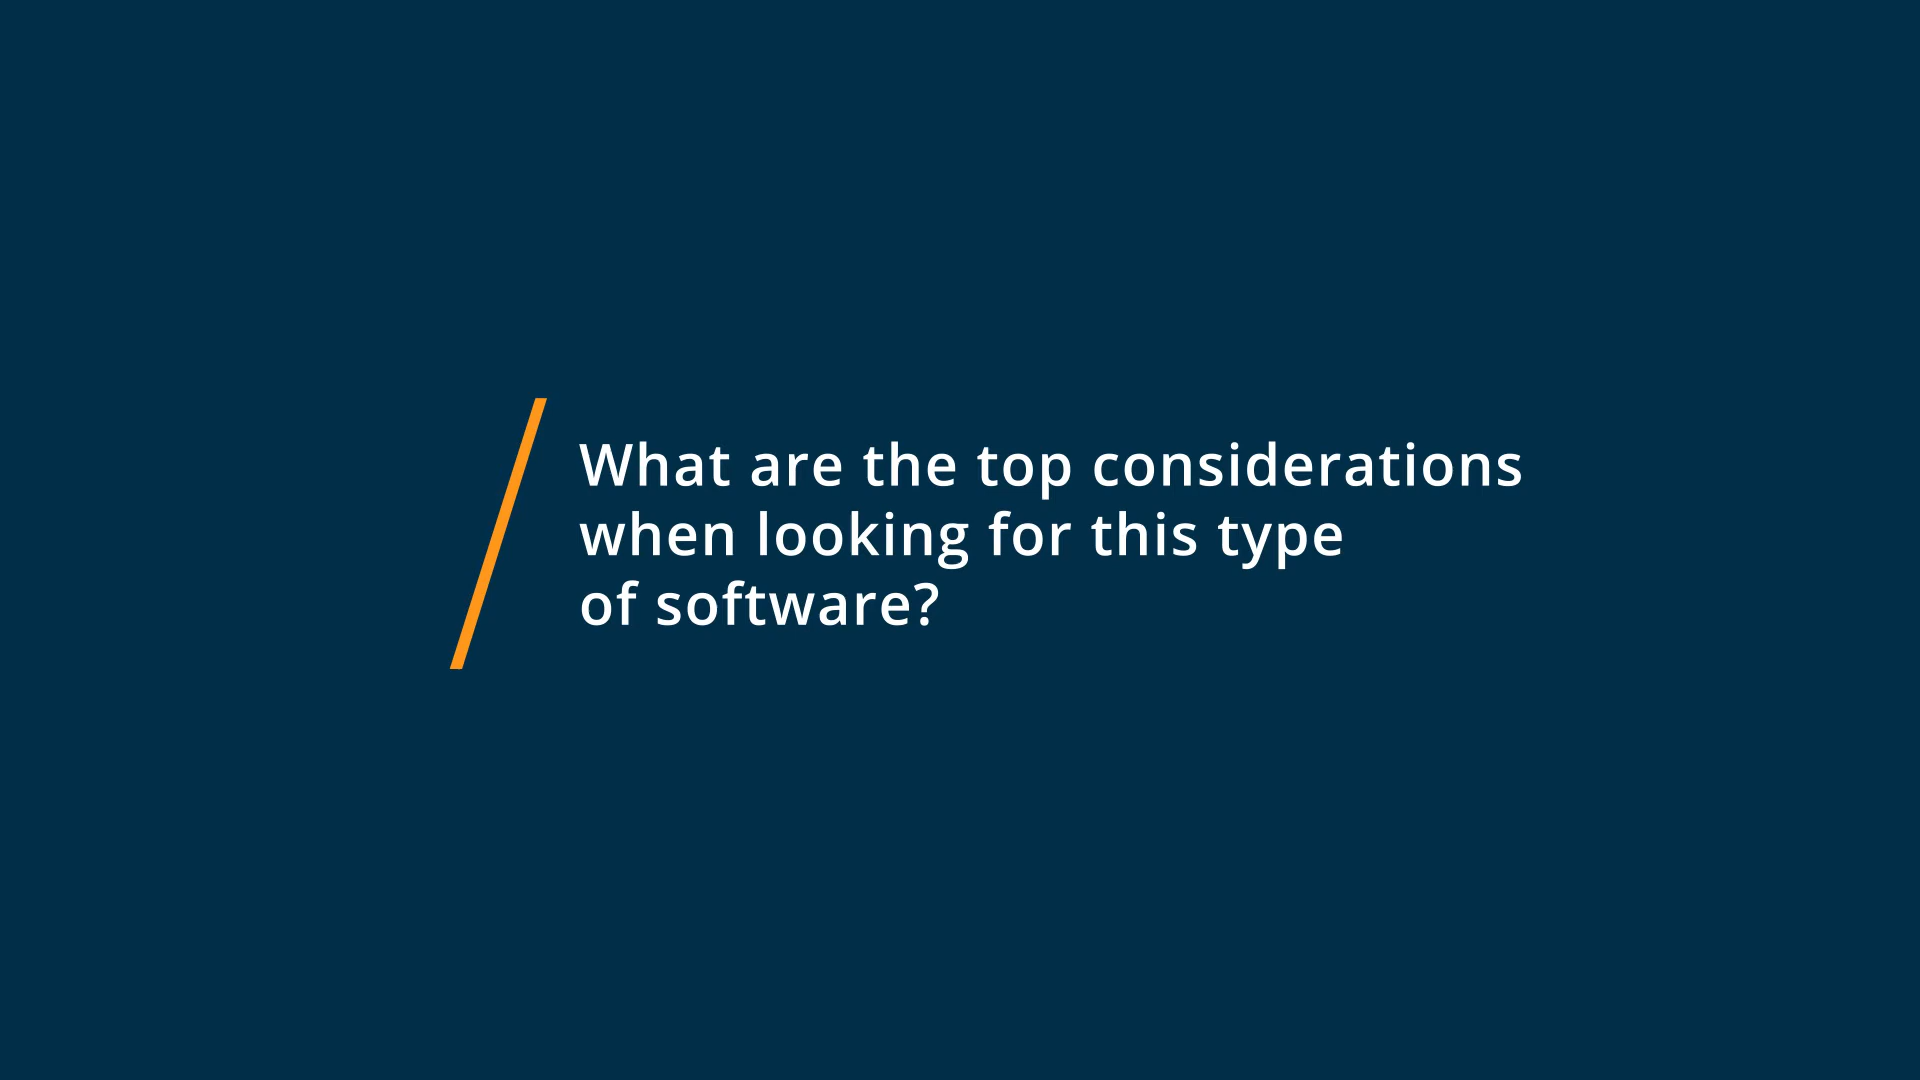 What are the top considerations
when looking for this type
of software?